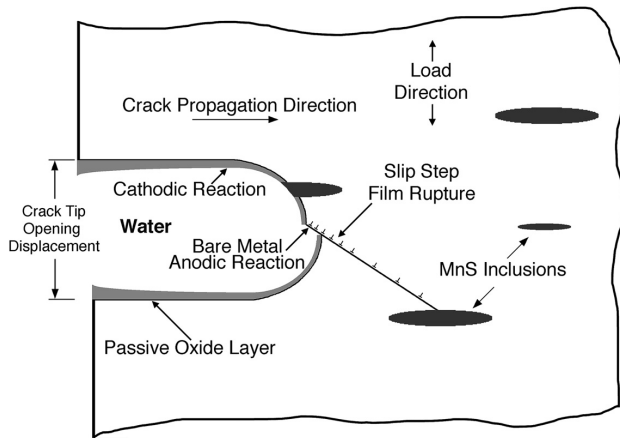 Load
Direction
Crack Propagation Direction
Slip Step
Film Rupture
Cathodic Reaction
Crack Tip
Opening
Displacement
Water
Bare Metal
Anodic Reaction
MnS Inclusions
Passive Oxide Layer